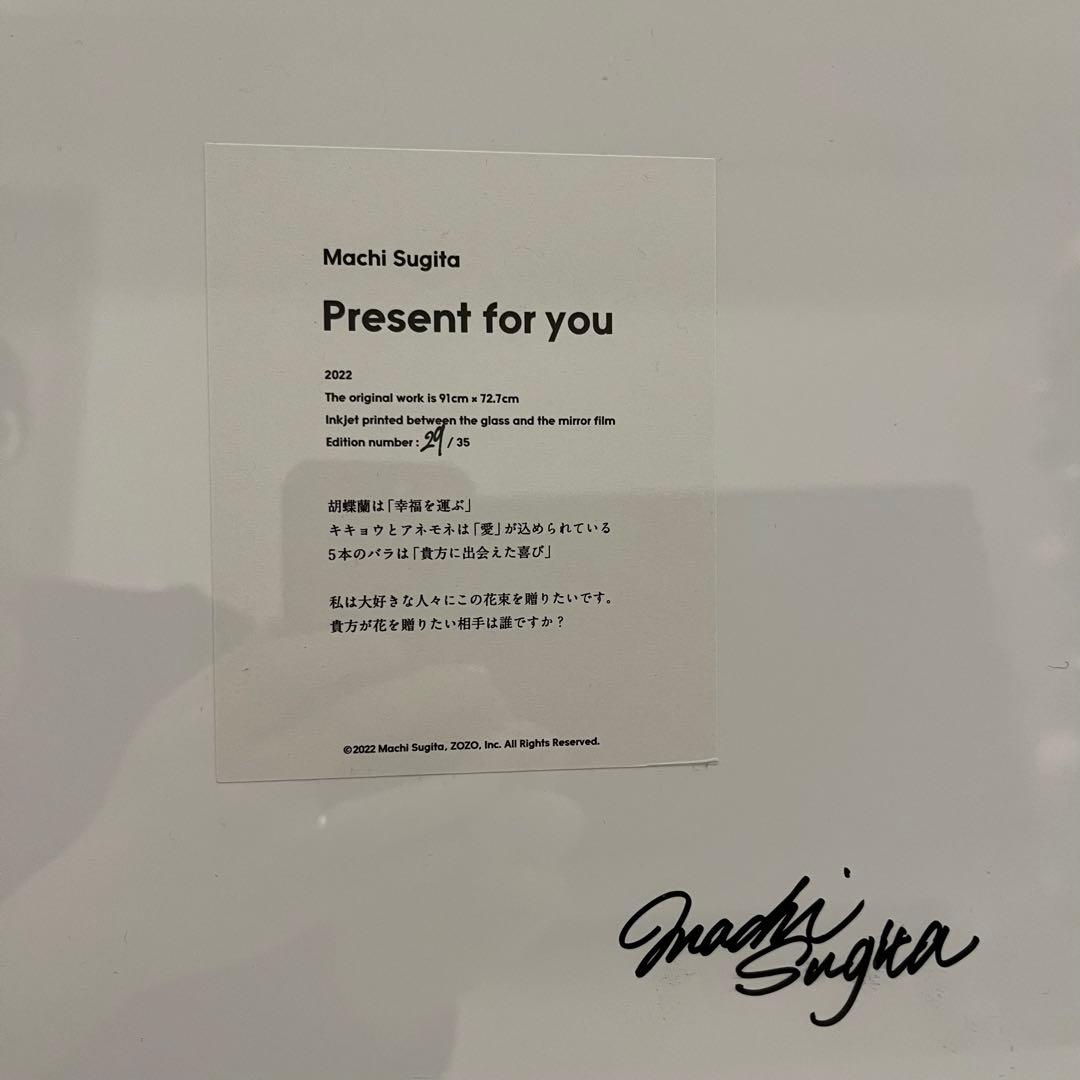 Machi Sugita
Present for you
2022
The original work is 91cm × 72.7cm
Inkjet printed between the glass and the mirror film
Edition number : 29 / 35
胡蝶蘭は「幸福を運ぶ」
キキョウとアネモネは「愛」が込められている
5本のバラは「貴方に出会えた喜び」
私は大好きな人々にこの花束を贈りたいです。
貴方が花を贈りたい相手は誰ですか？
©2022 Machi Sugita, ZOZO, Inc. All Rights Reserved.
Machi
Sugita